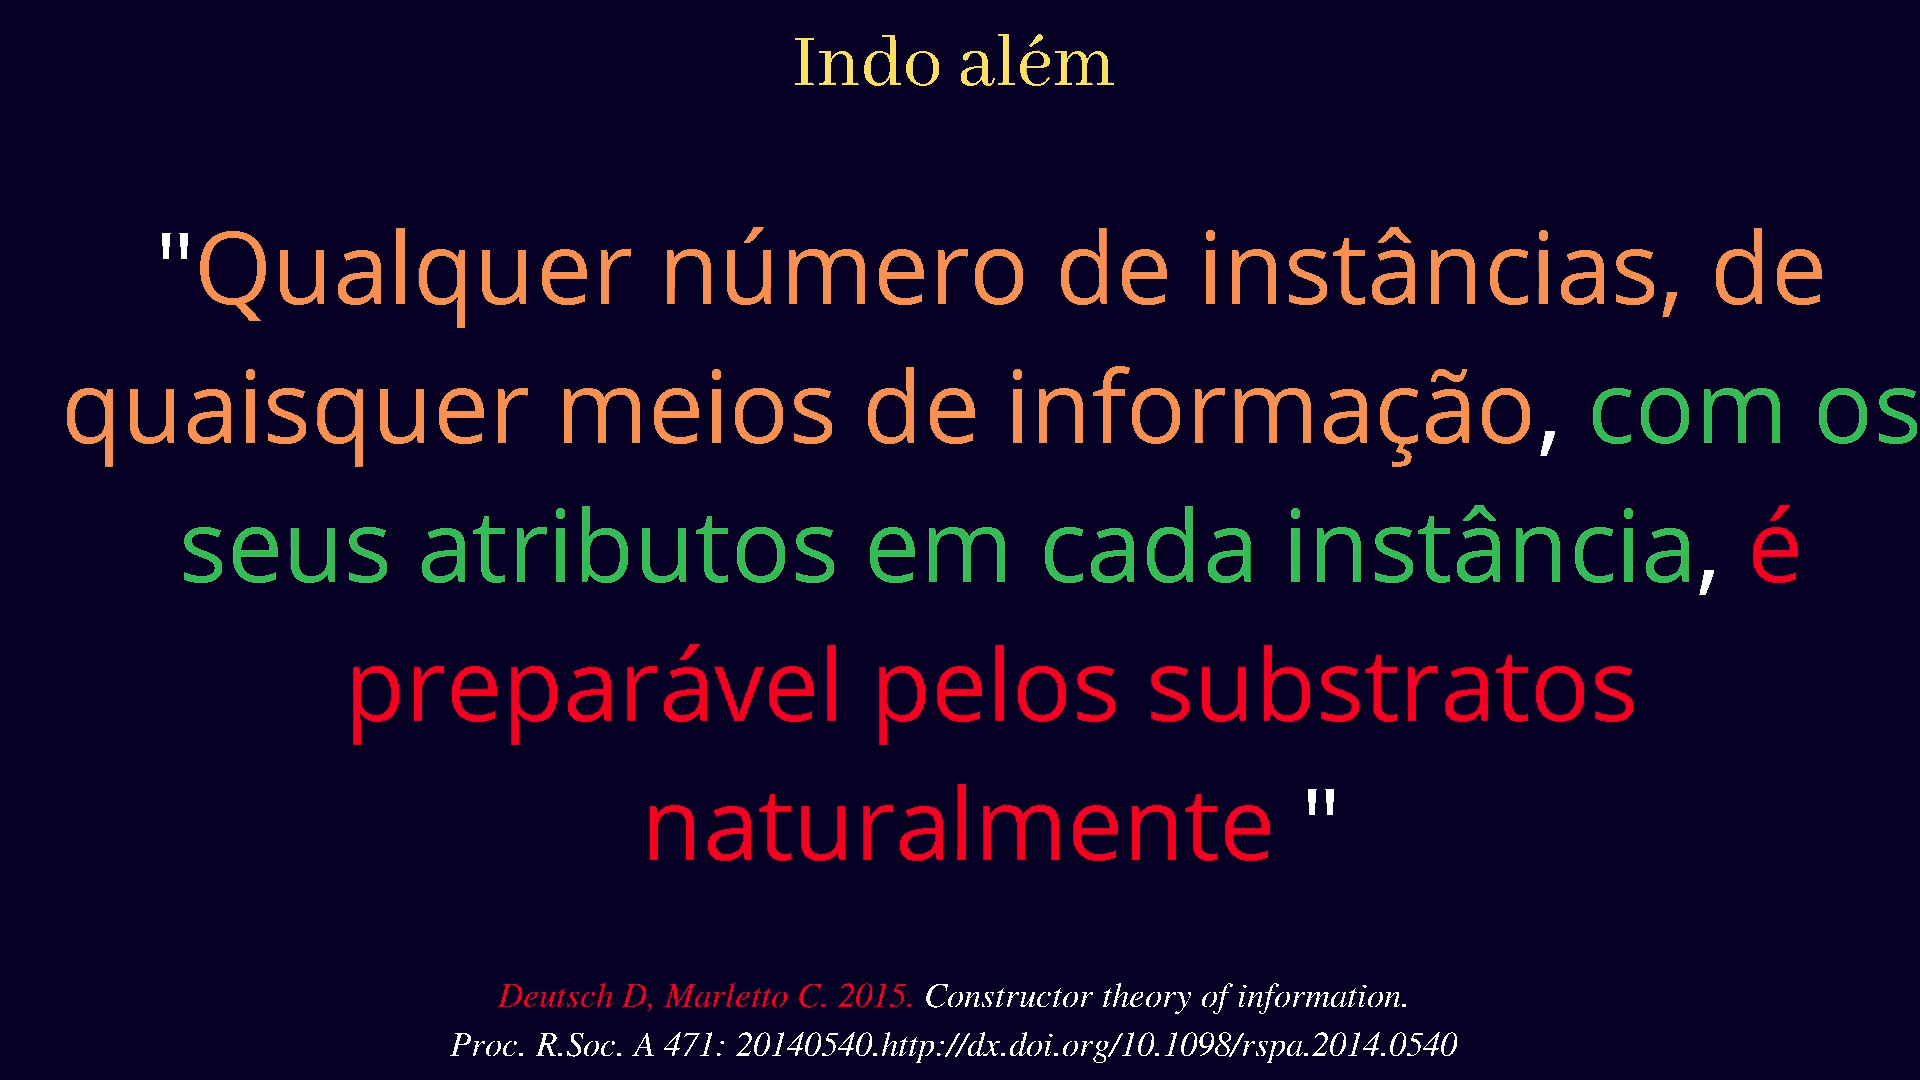 Indo além
"Qualquer número de instâncias, de
quaisquer meios de informação, com os
seus atributos em cada instância, é
preparável pelos substratos
naturalmente "
Deutsch D, Marletto C. 2015. Constructor theory of information.
Proc. R.Soc. A 471: 20140540.http://dx.doi.org/10.1098/rspa.2014.0540